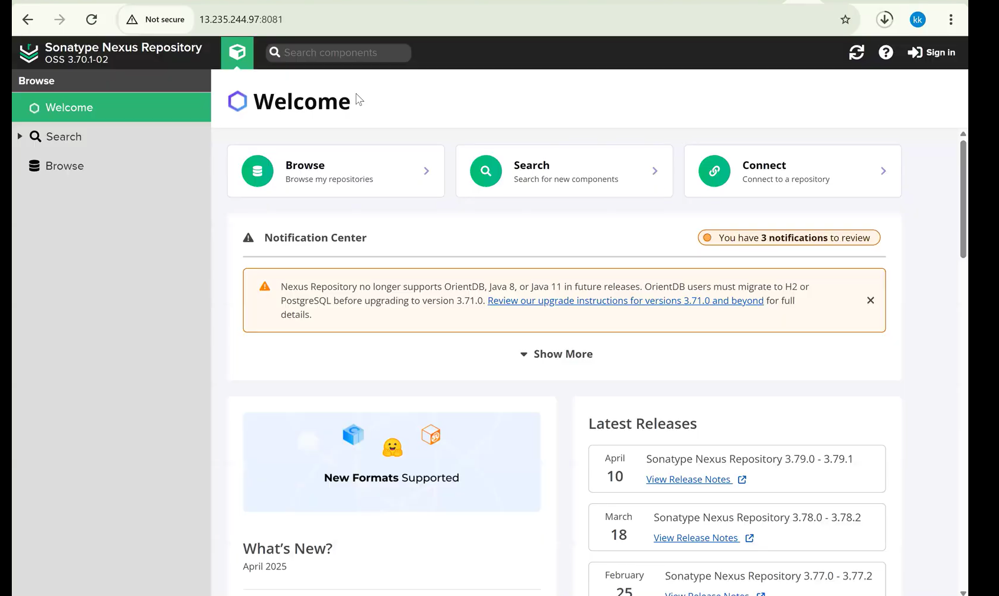 Not secure
13.235.244.97:8081
kk
Sonatype Nexus Repository
OSS 3.70.1-02
Search components
Sign in
Browse
Welcome
Search
Browse
Welcome
Browse
Browse my repositories
Search
Search for new components
Connect
Connect to a repository
Notification Center
You have 3 notifications to review
Nexus Repository no longer supports OrientDB, Java 8, or Java 11 in future releases. OrientDB users must migrate to H2 or
PostgreSQL before upgrading to version 3.71.0. Review our upgrade instructions for versions 3.71.0 and beyond for full
details.
Show More
New Formats Supported
What's New?
April 2025
Latest Releases
April
10
Sonatype Nexus Repository 3.79.0 - 3.79.1
View Release Notes
March
18
Sonatype Nexus Repository 3.78.0 - 3.78.2
View Release Notes
February
25
Sonatype Nexus Repository 3.77.0 - 3.77.2
View Release Notes